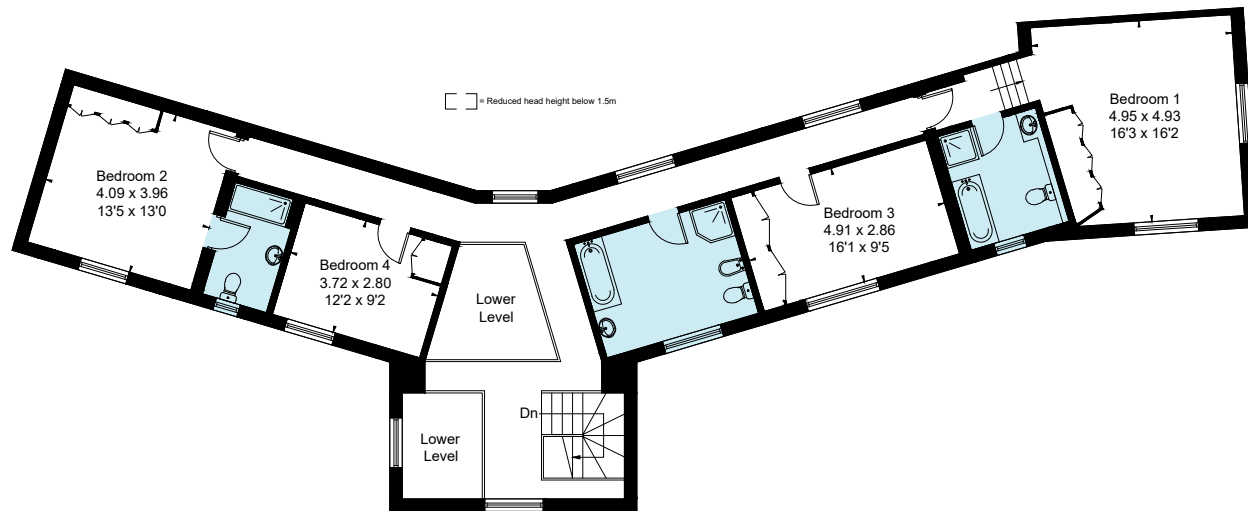 = Reduced head height below 1.5m
Bedroom 1
4.95 x 4.93
16'3 x 16'2
Bedroom 2
4.09 x 3.96
13'5 x 13'0
Bedroom 3
4.91 x 2.86
16'1 x 9'5
Bedroom 4
3.72 x 2.80
12'2 x 9'2
Lower
Level
Dn
Lower
Level